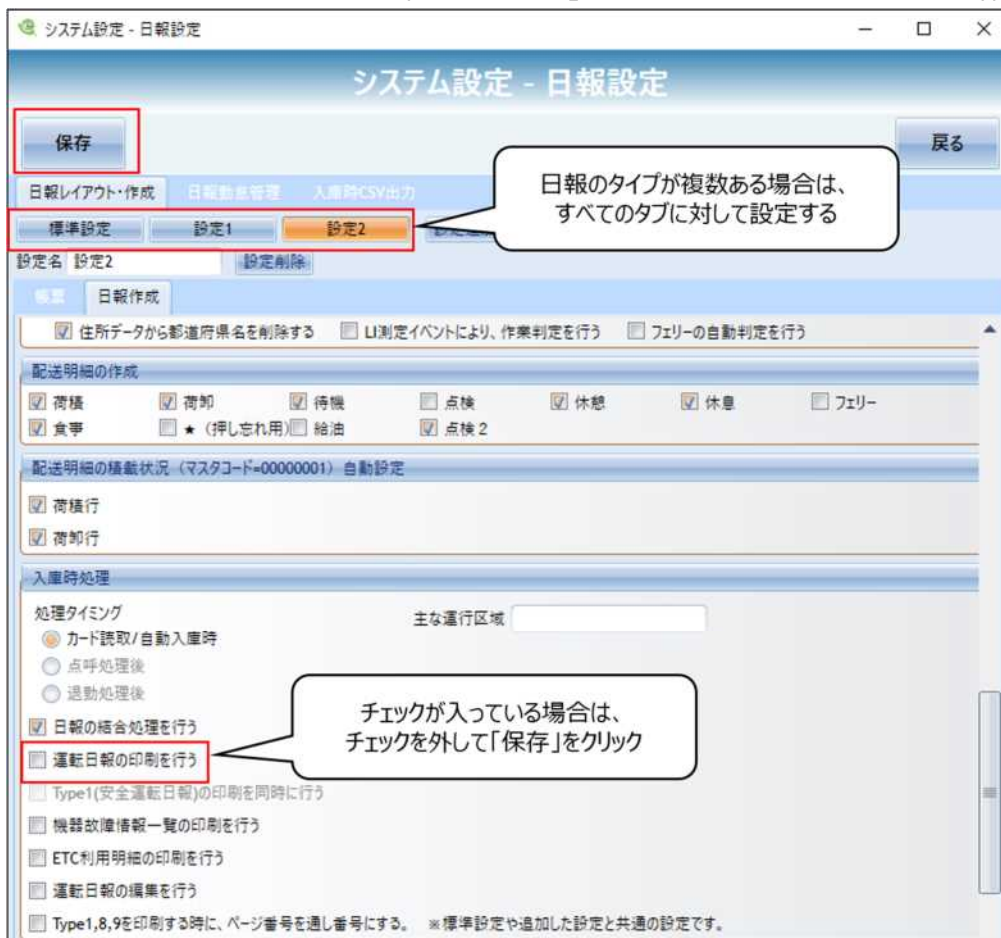 システム設定 - 日報設定
システム設定 - 日報設定
保存
戻る
日報レイアウト・作成 日報勤怠管理 入庫時CSV出力
日報のタイプが複数ある場合は、
すべてのタブに対して設定する
標準設定 設定1 設定2
設定名 設定2 設定削除
帳票 日報作成
住所データから都道府県名を削除する LI測定イベントにより、作業判定を行う フェリーの自動判定を行う
配送明細の作成
荷積 荷卸 待機 点検 休憩 休息 フェリー
食事 ★（押し忘れ用） 給油 点検2
配送明細の積載状況（マスタコード=00000001）自動設定
荷積行
荷卸行
入庫時処理
処理タイミング 主な運行区域
カード読取/自動入庫時
点呼処理後
退勤処理後
チェックが入っている場合は、
チェックを外して「保存」をクリック
日報の結合処理を行う
運転日報の印刷を行う
Type1(安全運転日報)の印刷を同時に行う
機器故障情報一覧の印刷を行う
ETC利用明細の印刷を行う
運転日報の編集を行う
Type1,8,9を印刷する時に、ページ番号を通し番号にする。 ※標準設定や追加した設定と共通の設定です。